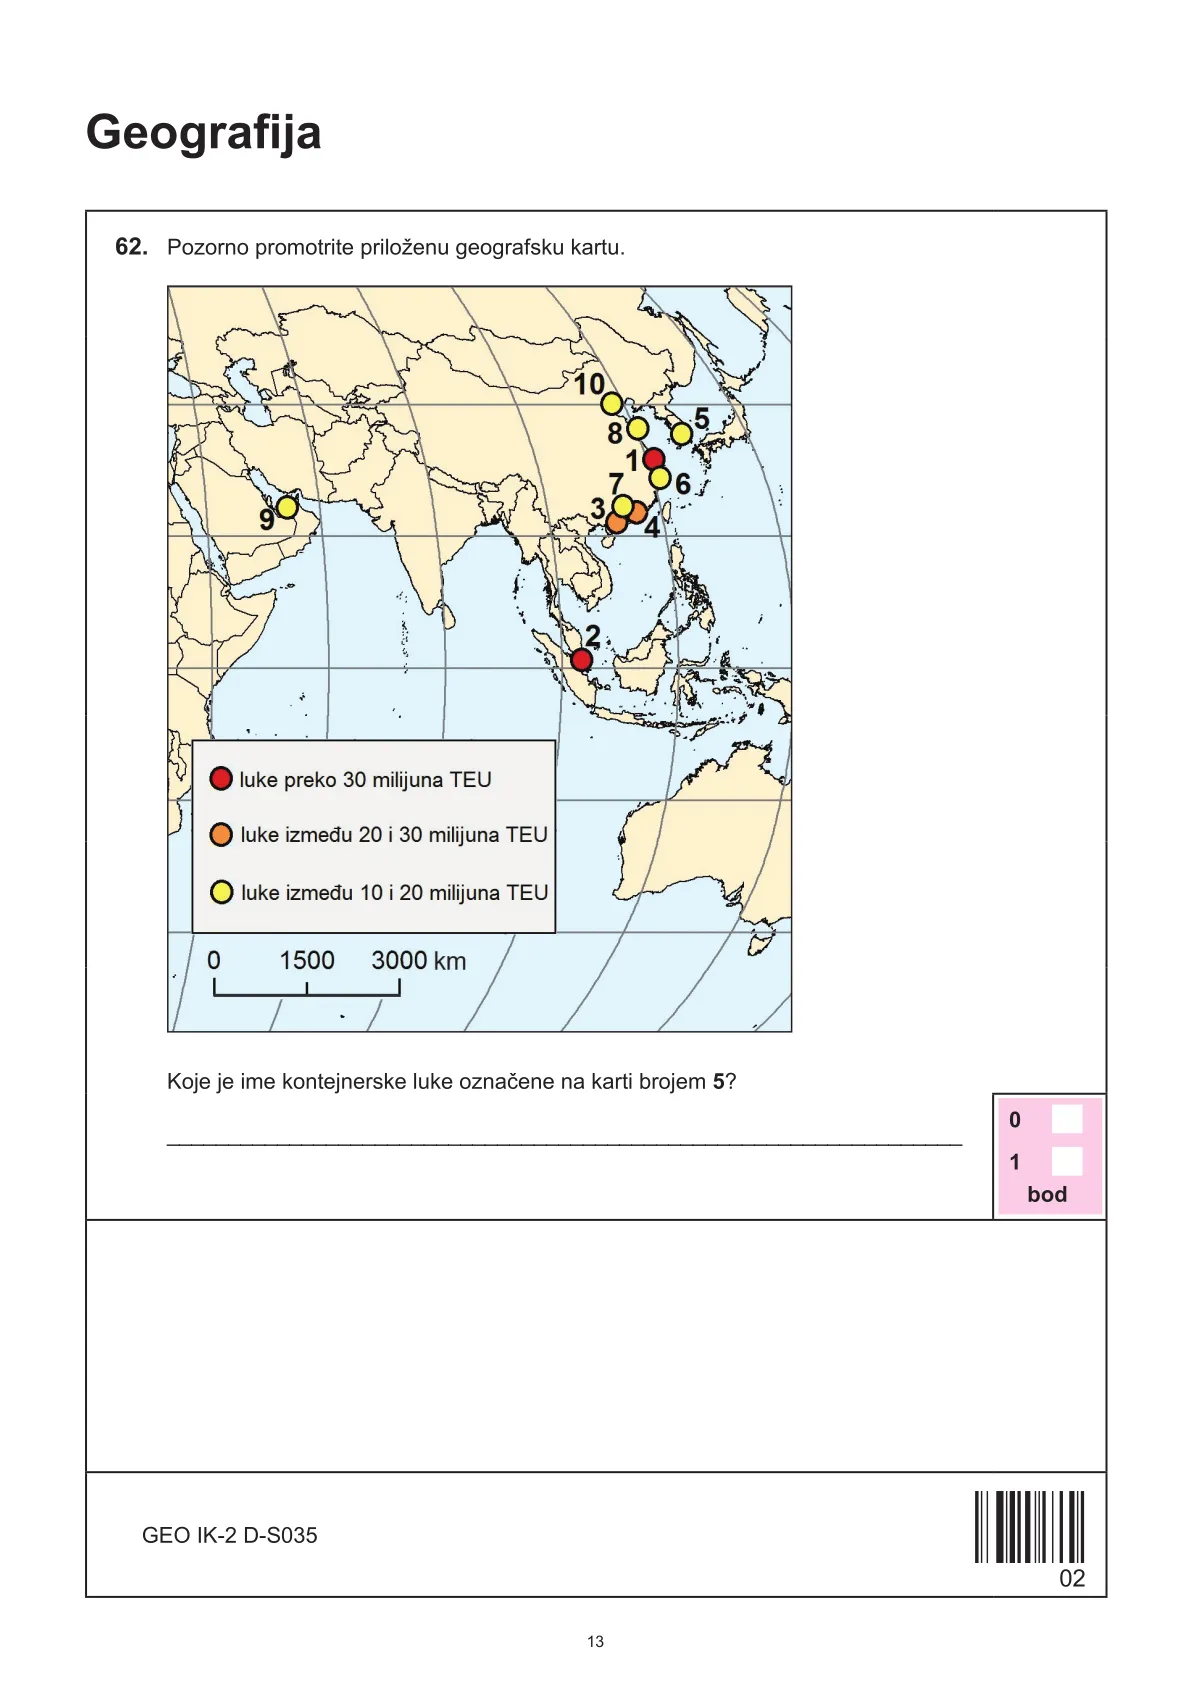 Geografija
62. Pozorno promotrite priloženu geografsku kartu.
10
5
8
1
6
7
3
4
9
2
luke preko 30 milijuna TEU
luke između 20 i 30 milijuna TEU
luke između 10 i 20 milijuna TEU
0 1500 3000 km
Koje je ime kontejnerske luke označene na karti brojem 5?
0
1
bod
GEO IK-2 D-S035
02
13